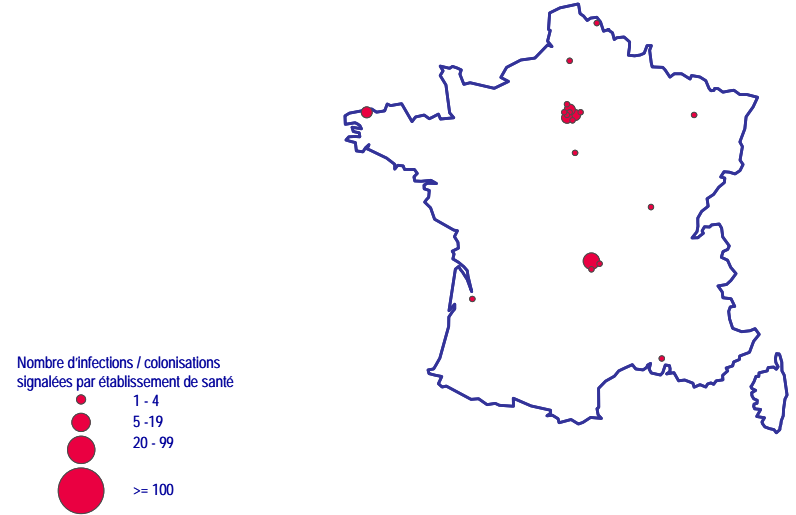 Nombre d'infections / colonisations
signalées par établissement de santé
1 - 4
5 -19
20 - 99
>= 100